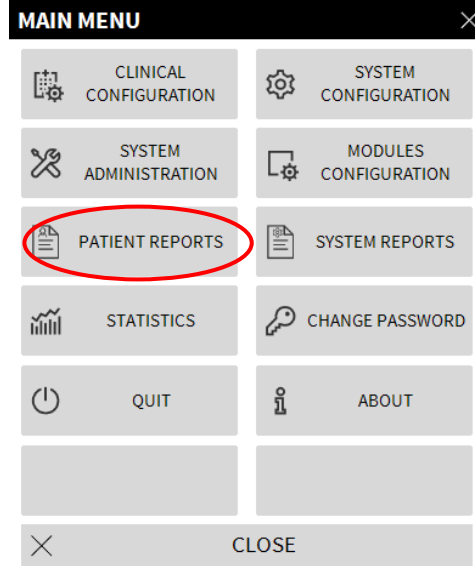 MAIN MENU
CLINICAL
CONFIGURATION
SYSTEM
CONFIGURATION
SYSTEM
ADMINISTRATION
MODULES
CONFIGURATION
PATIENT REPORTS
SYSTEM REPORTS
STATISTICS
CHANGE PASSWORD
QUIT
ABOUT
CLOSE